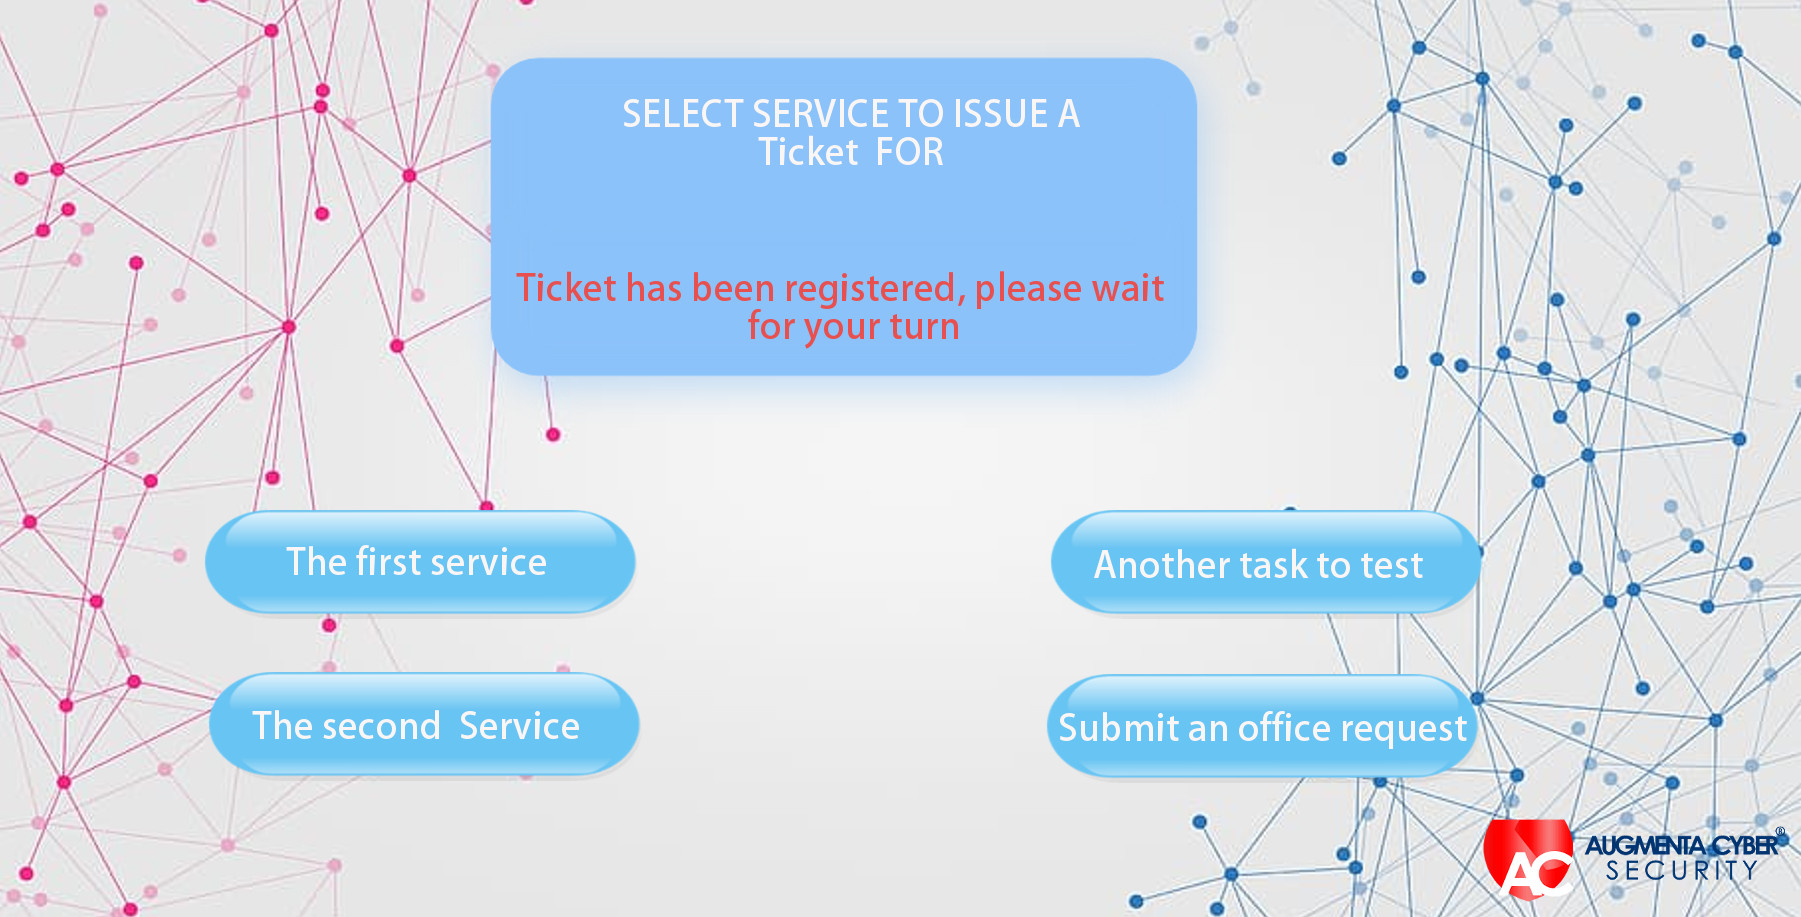 SELECT SERVICE TO ISSUE A
Ticket FOR
Ticket has been registered, please wait
for your turn
The first service
Another task to test
The second Service
Submit an office request
AC
AUGMENTA CYBER®
SECURITY